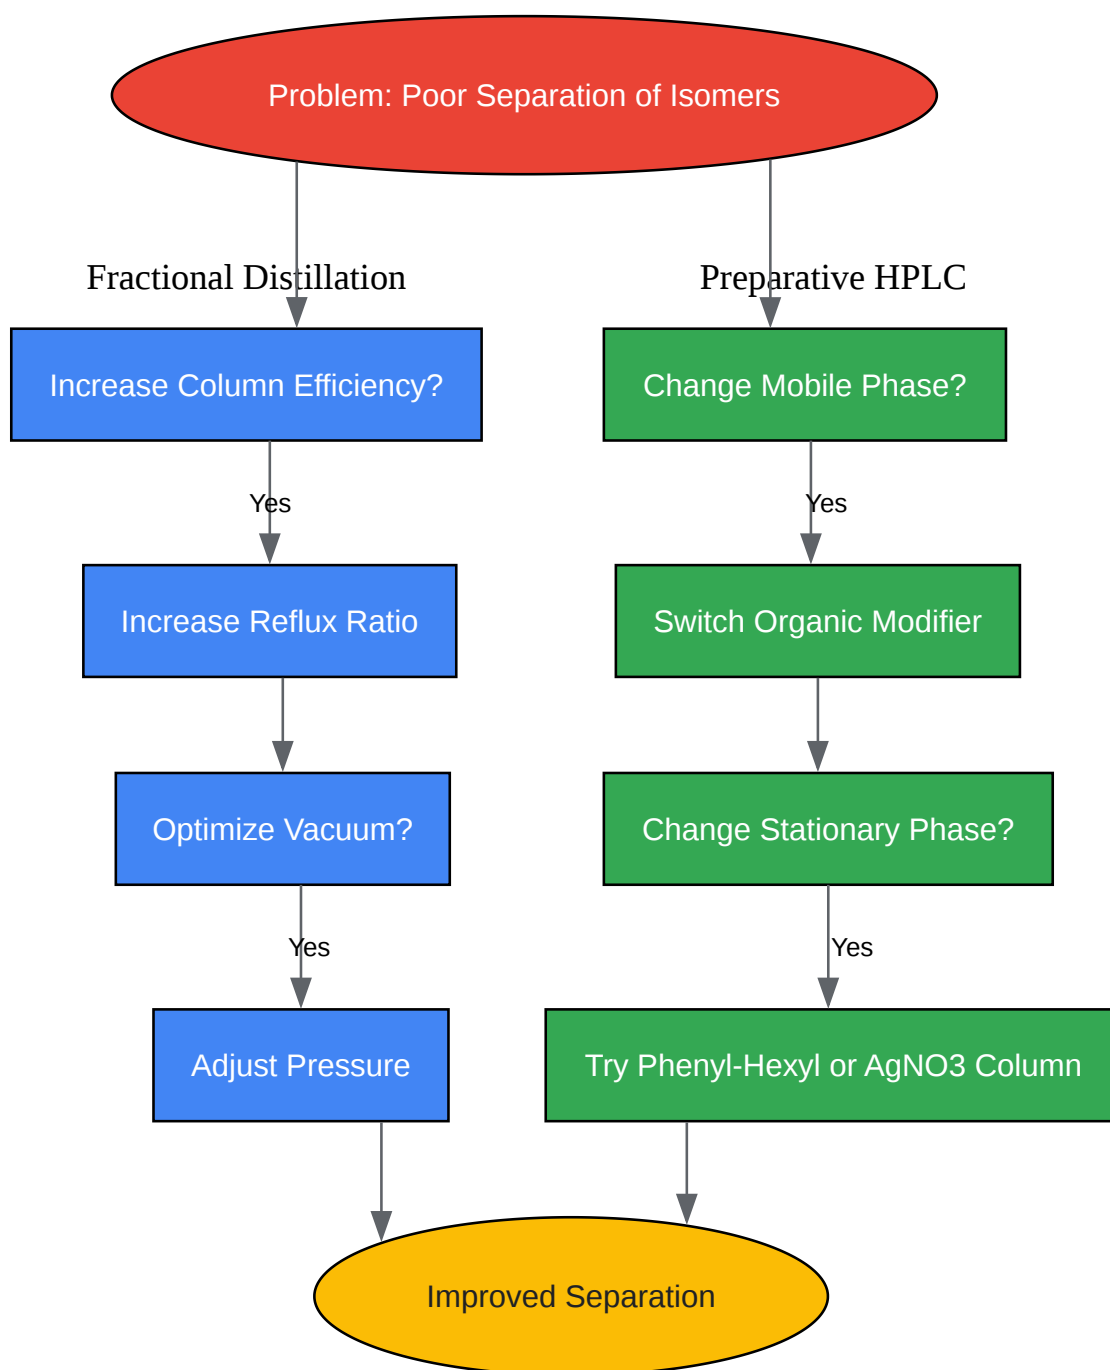 Problem: Poor Separation of Isomers
Fractional Distillation
Preparative HPLC
Increase Column Efficiency?
Change Mobile Phase?
Yes
Yes
Increase Reflux Ratio
Switch Organic Modifier
Optimize Vacuum?
Change Stationary Phase?
Yes
Yes
Adjust Pressure
Try Phenyl-Hexyl or AgNO3 Column
Improved Separation